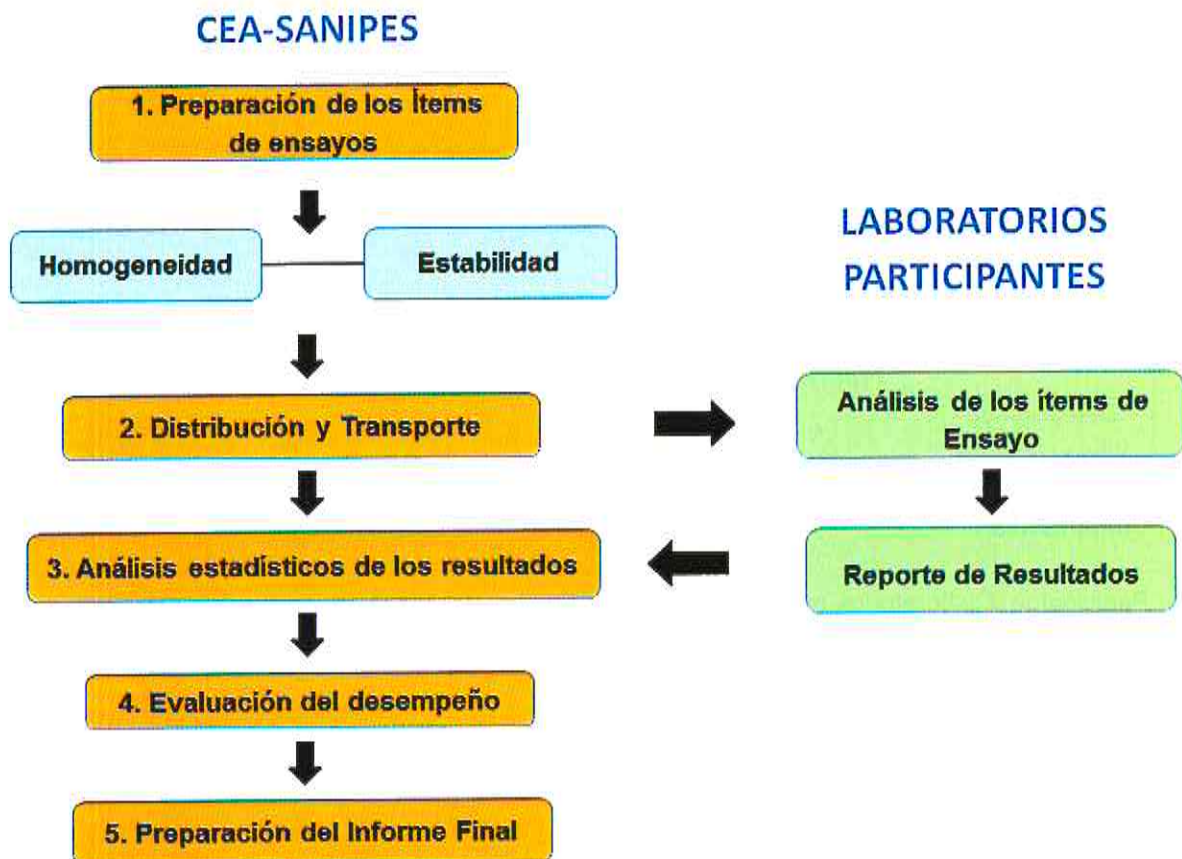 CEA-SANIPES
1. Preparación de los Ítems
de ensayos
Homogeneidad
Estabilidad
2. Distribución y Transporte
3. Análisis estadísticos de los resultados
4. Evaluación del desempeño
5. Preparación del Informe Final
LABORATORIOS
PARTICIPANTES
Análisis de los ítems de
Ensayo
Reporte de Resultados